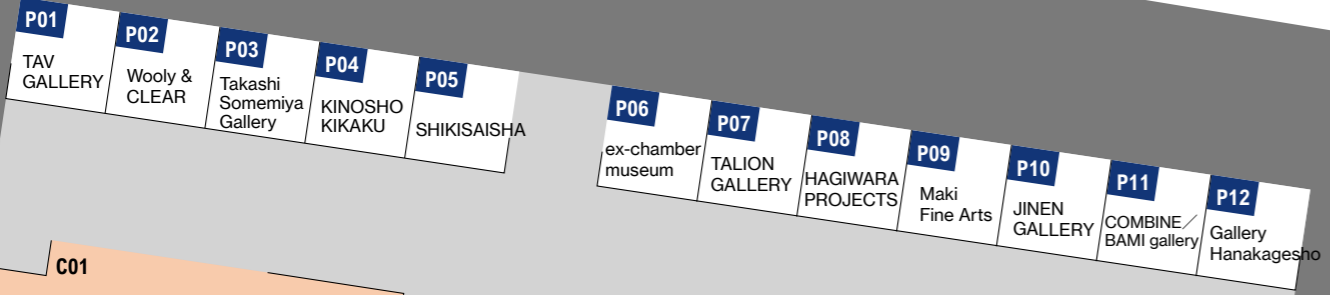 P01
TAV
GALLERY
P02
Wooly &
CLEAR
P03
Takashi
Somemiya
Gallery
P04
KINOSHO
KIKAKU
P05
SHIKISAISHA
P06
ex-chamber
museum
P07
TALION
GALLERY
P08
HAGIWARA
PROJECTS
P09
Maki
Fine Arts
P10
JINEN
GALLERY
P11
COMBINE／
BAMI gallery
P12
Gallery
Hanakagesho
C01